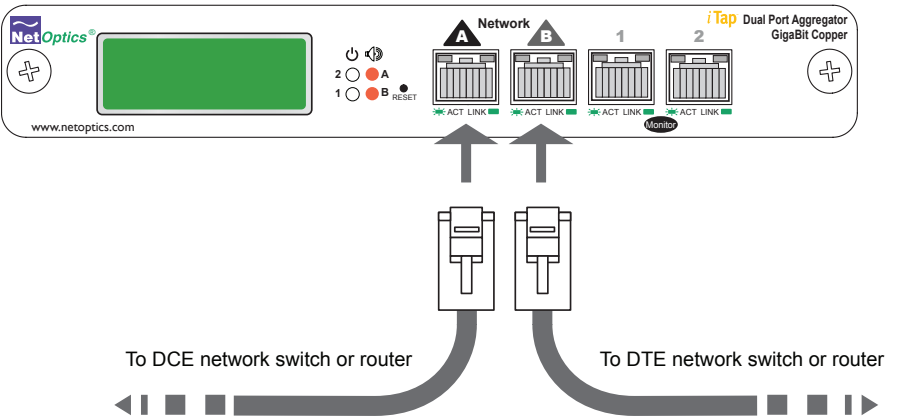 Net Optics®
Network
iTap Dual Port Aggregator
GigaBit Copper
A B 1 2
2 A
1 B RESET
ACT LINK ACT LINK ACT LINK ACT LINK
www.netoptics.com
Monitor
To DCE network switch or router
To DTE network switch or router